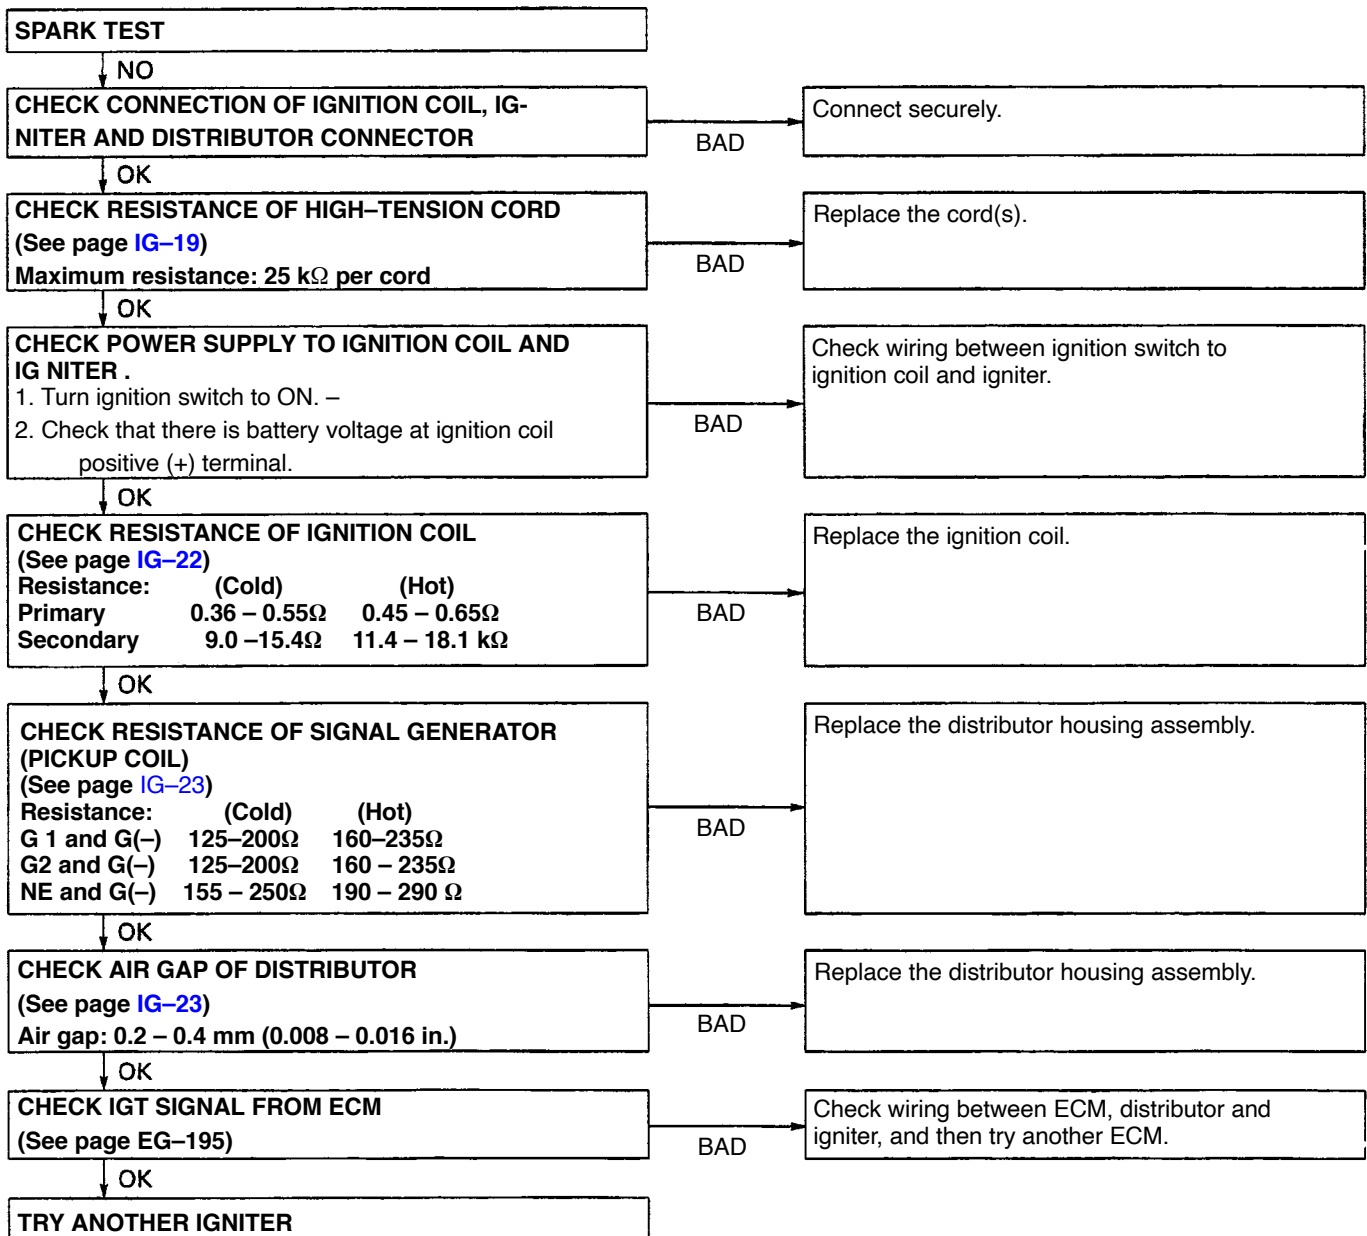 SPARK TEST
NO
CHECK CONNECTION OF IGNITION COIL, IG-
NITER AND DISTRIBUTOR CONNECTOR
BAD
Connect securely.
OK
CHECK RESISTANCE OF HIGH–TENSION CORD
(See page IG–19)
Maximum resistance: 25 kΩ per cord
BAD
Replace the cord(s).
OK
CHECK POWER SUPPLY TO IGNITION COIL AND
IG NITER .
1. Turn ignition switch to ON. –
2. Check that there is battery voltage at ignition coil
positive (+) terminal.
BAD
Check wiring between ignition switch to
ignition coil and igniter.
OK
CHECK RESISTANCE OF IGNITION COIL
(See page IG–22)
Resistance: (Cold) (Hot)
Primary 0.36 – 0.55Ω 0.45 – 0.65Ω
Secondary 9.0 –15.4Ω 11.4 – 18.1 kΩ
BAD
Replace the ignition coil.
OK
CHECK RESISTANCE OF SIGNAL GENERATOR
(PICKUP COIL)
(See page IG–23)
Resistance: (Cold) (Hot)
G 1 and G(–) 125–200Ω 160–235Ω
G2 and G(–) 125–200Ω 160 – 235Ω
NE and G(–) 155 – 250Ω 190 – 290 Ω
BAD
Replace the distributor housing assembly.
OK
CHECK AIR GAP OF DISTRIBUTOR
(See page IG–23)
Air gap: 0.2 – 0.4 mm (0.008 – 0.016 in.)
BAD
Replace the distributor housing assembly.
OK
CHECK IGT SIGNAL FROM ECM
(See page EG–195)
BAD
Check wiring between ECM, distributor and
igniter, and then try another ECM.
OK
TRY ANOTHER IGNITER